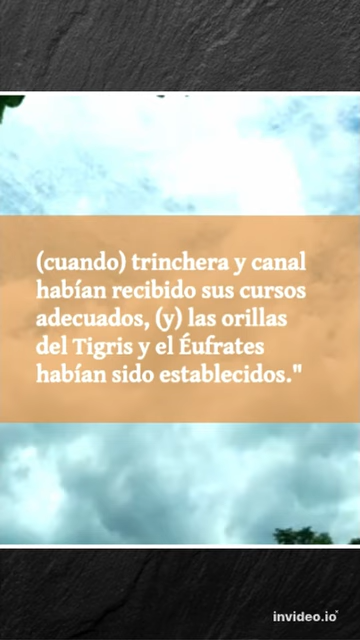 (cuando) trinchera y canal
habían recibido sus cursos
adecuados, (y) las orillas
del Tigris y el Éufrates
habían sido establecidos."
invideo.io